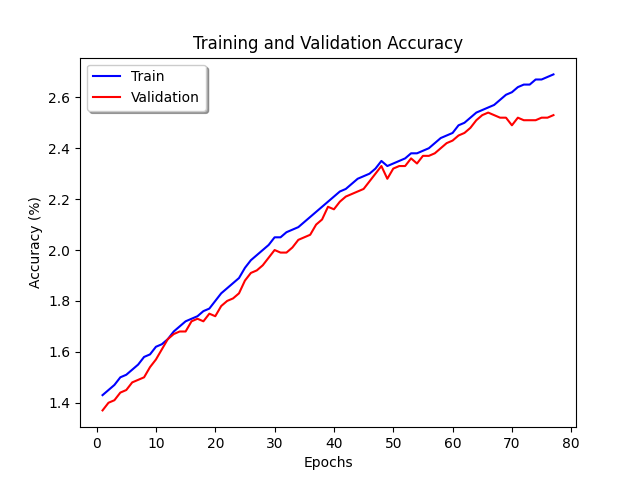 Training and Validation Accuracy
Train
Validation
Accuracy (%)
2.6
2.4
2.2
2.0
1.8
1.6
1.4
0 10 20 30 40 50 60 70 80
Epochs